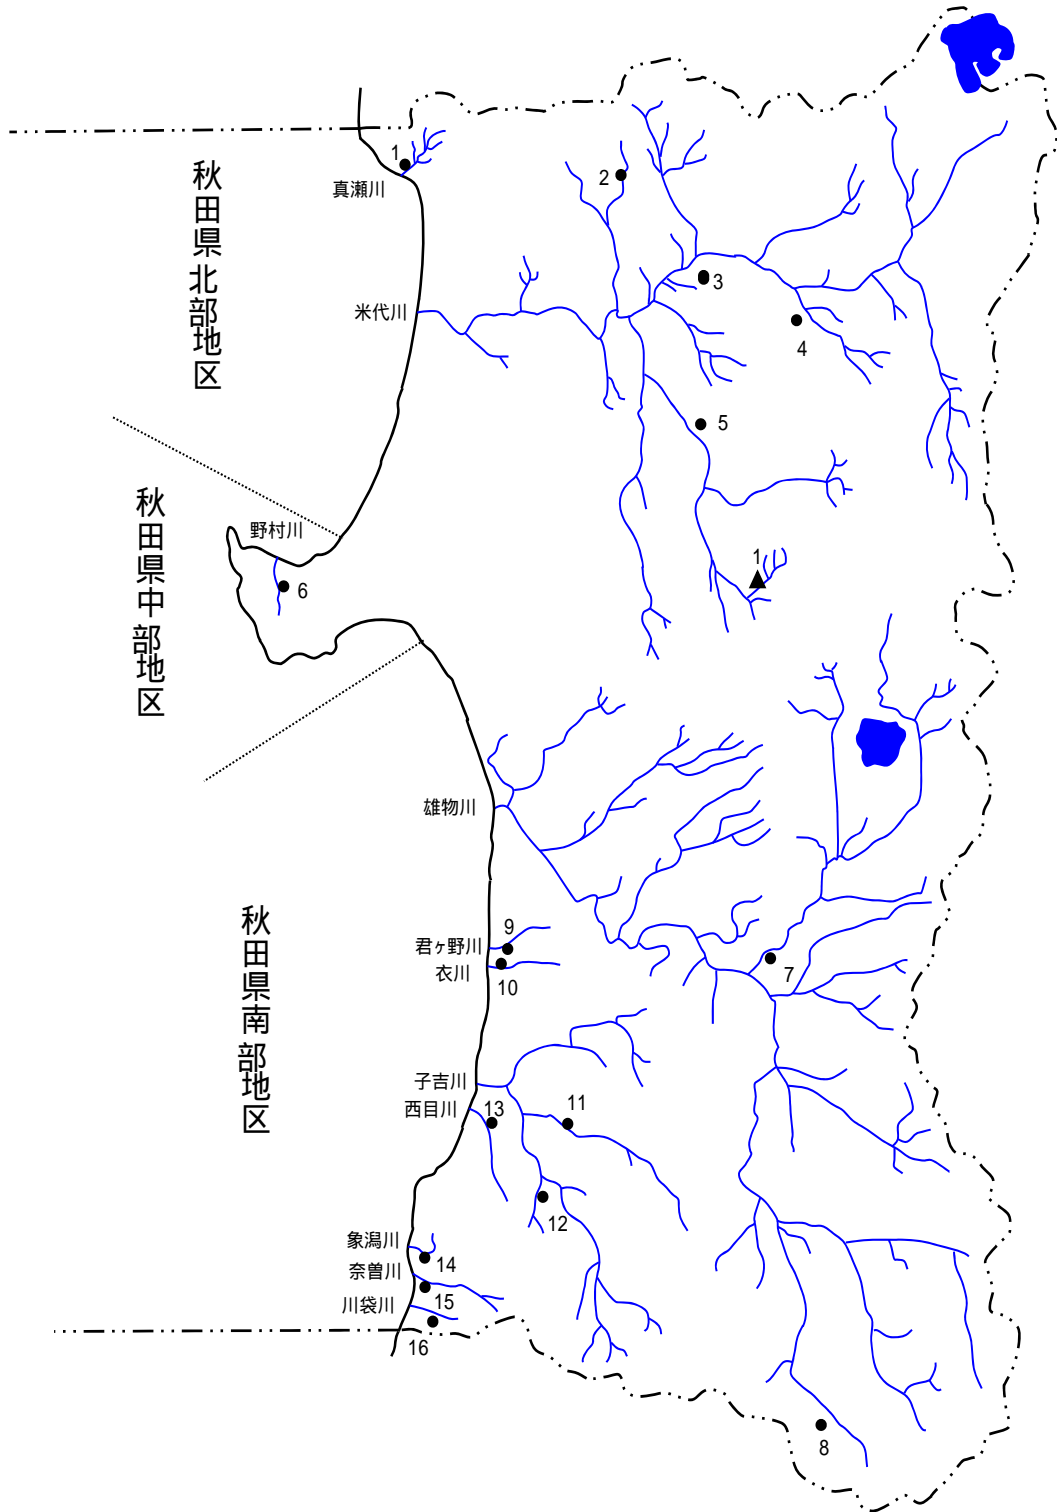 1
真瀬川
2
秋田県北部地区
3
米代川
4
5
秋田県中部地区
野村川
1
6
雄物川
9
君ヶ野川
衣川
10
7
秋田県南部地区
子吉川
西目川
13
11
12
象潟川
14
奈曽川
15
川袋川
16
8